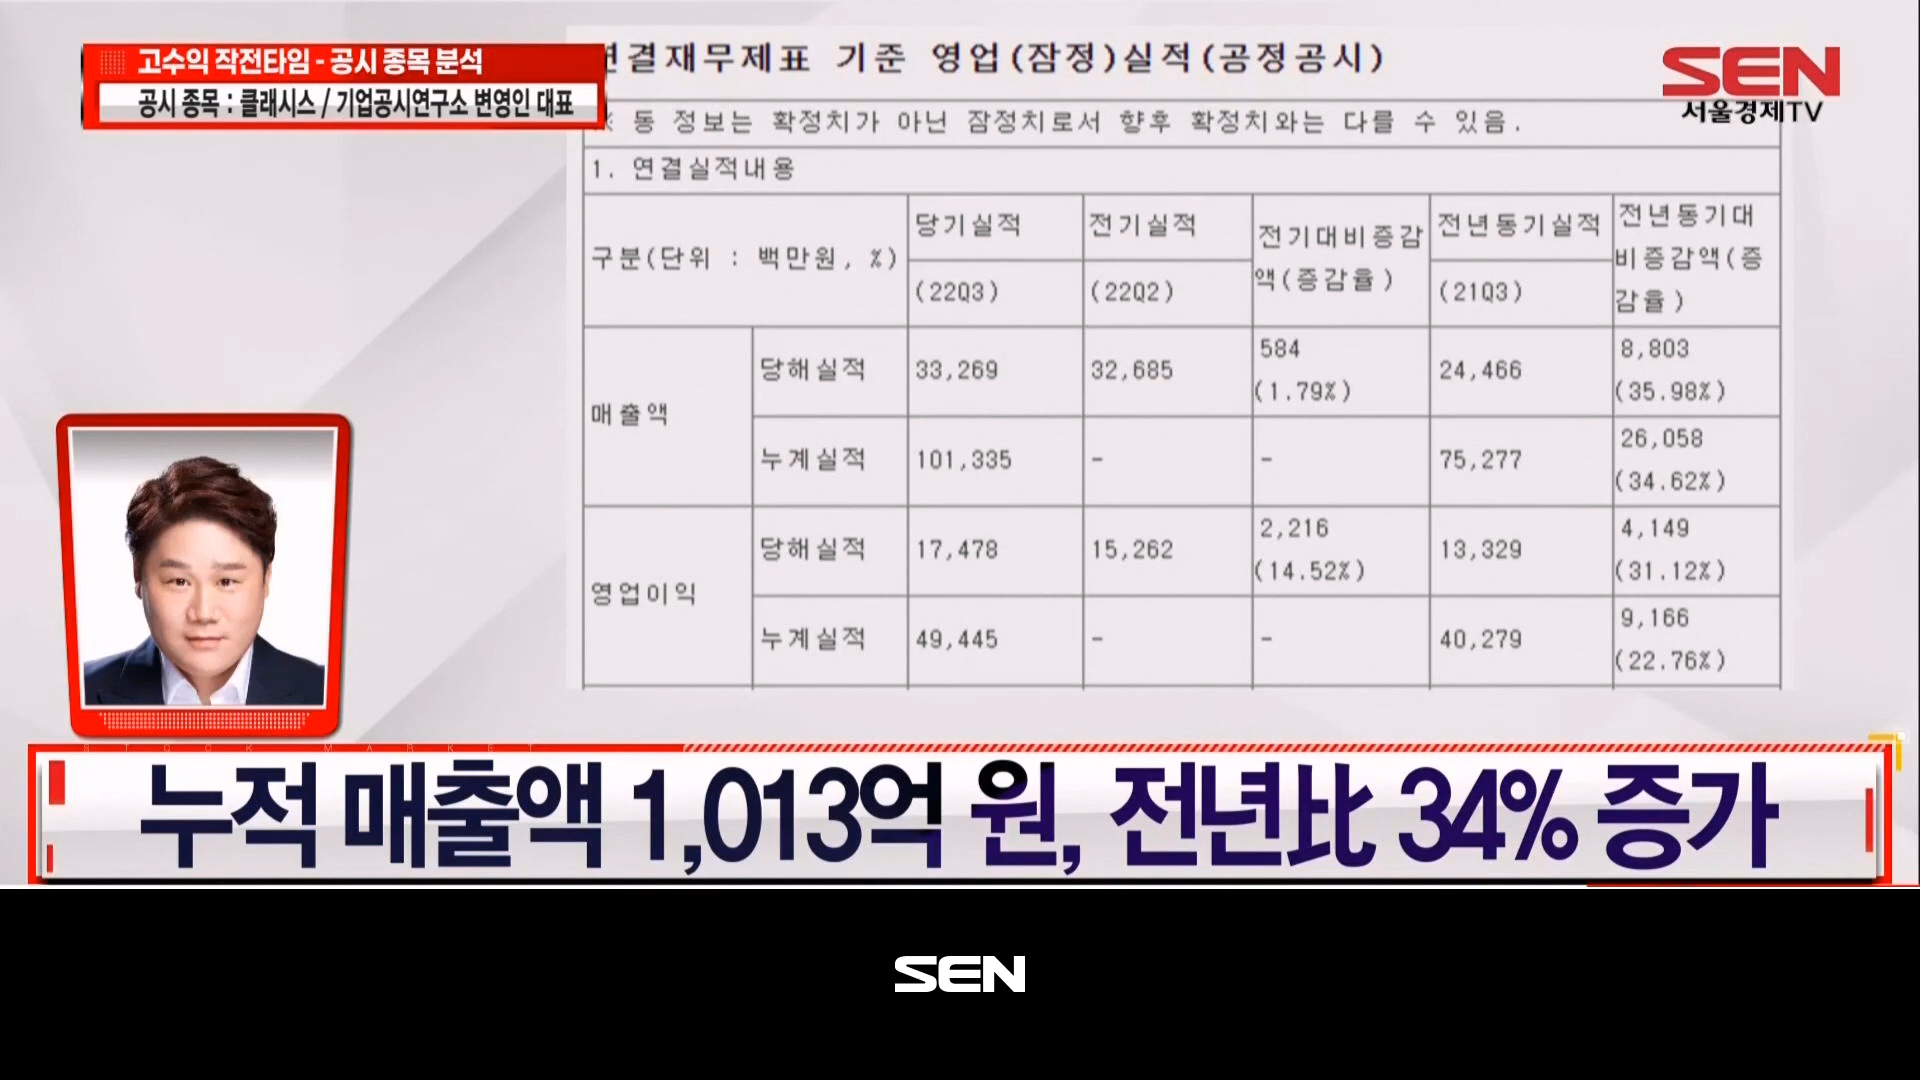 고수익 작전타임 - 공시 종목 분석
공시 종목 : 클래시스 / 기업공시연구소 변영인 대표
SEN
서울경제TV
연결재무제표 기준 영업(잠정)실적(공정공시)
※ 동 정보는 확정치가 아닌 잠정치로서 향후 확정치와는 다를 수 있음.
1. 연결실적내용
구분(단위 : 백만원, %)
당기실적
(22Q3)
전기실적
(22Q2)
전기대비증감
액(증감율)
전년동기실적
(21Q3)
전년동기대
비증감액(증
감율)
매출액
당해실적
33,269
32,685
584
(1.79%)
24,466
8,803
(35.98%)
누계실적
101,335
-
-
75,277
26,058
(34.62%)
영업이익
당해실적
17,478
15,262
2,216
(14.52%)
13,329
4,149
(31.12%)
누계실적
49,445
-
-
40,279
9,166
(22.76%)
STOCK MARKET
누적 매출액 1,013억 원, 전년比 34% 증가
SEN